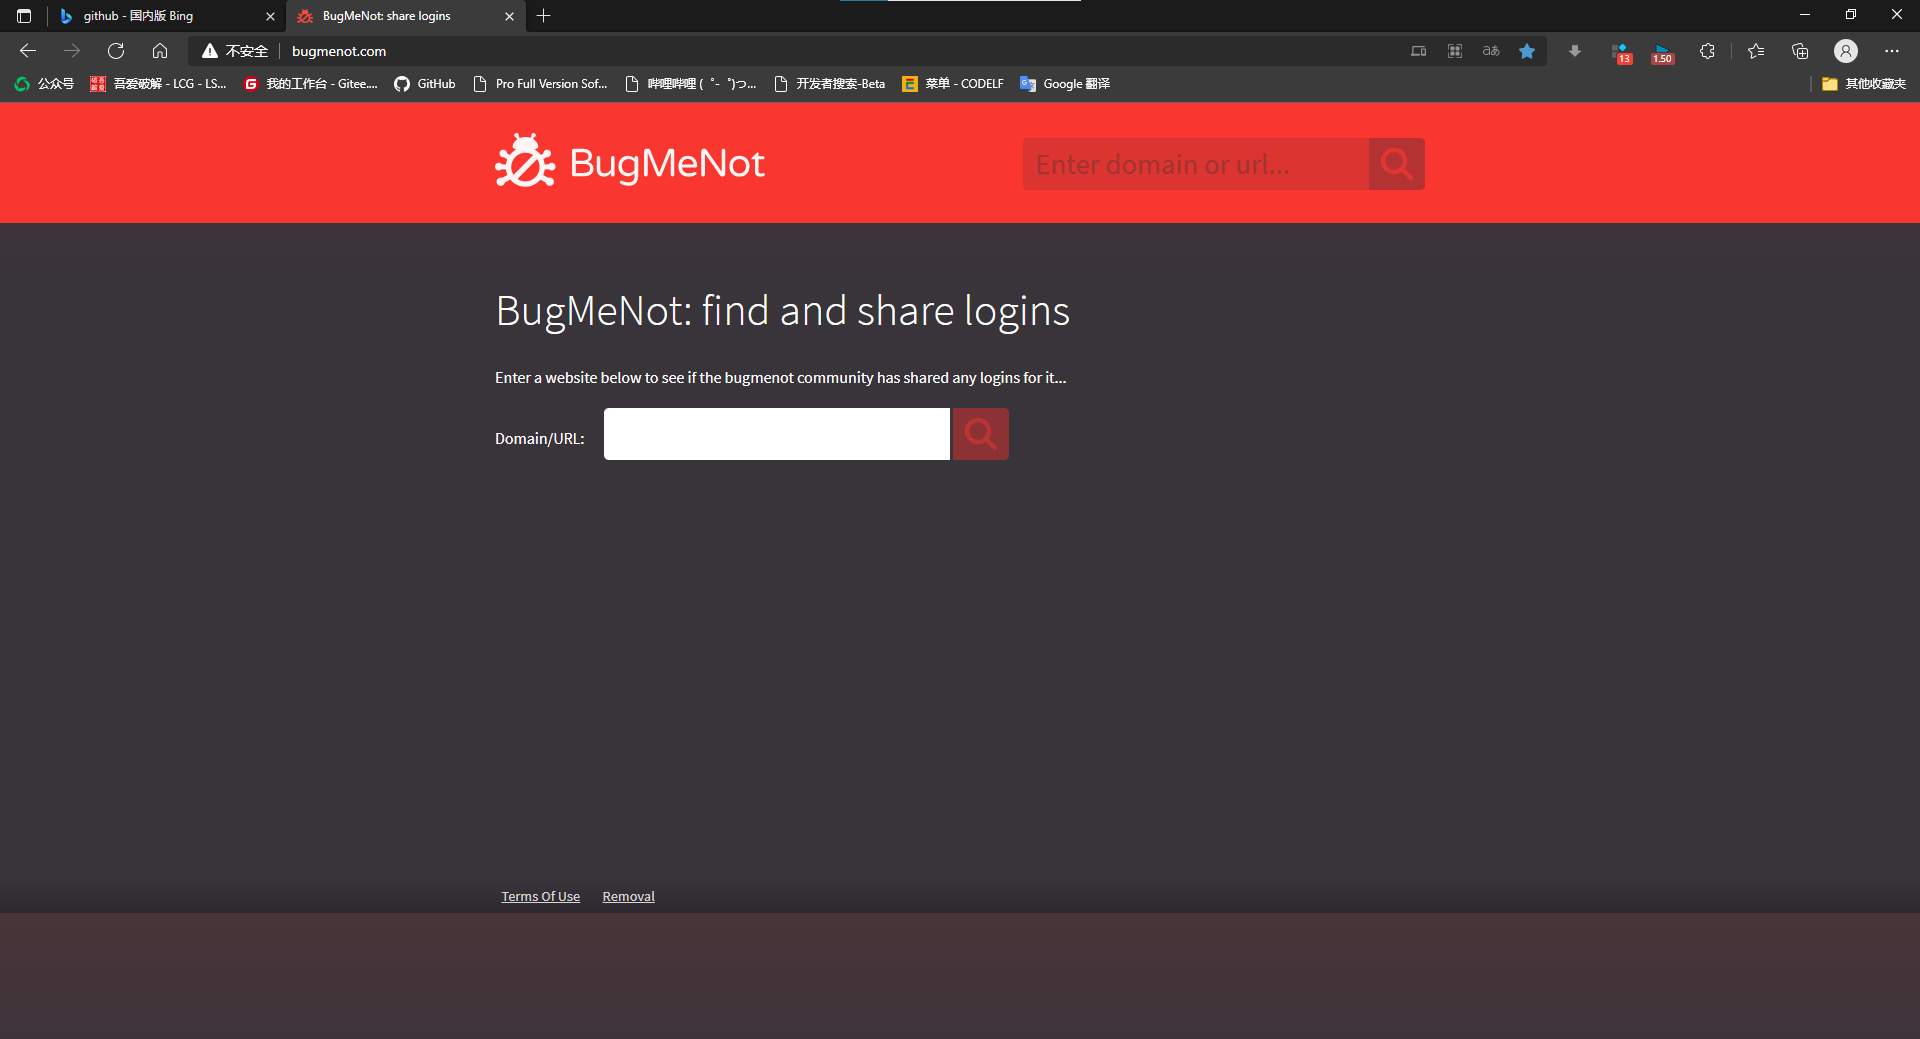 github - 国内版 Bing
BugMeNot: share logins
不安全
bugmenot.com
13
1.50
公众号
吾爱破解 - LCG - LS...
我的工作台 - Gitee....
GitHub
Pro Full Version Sof...
哔哩哔哩 (゜-゜)つ...
开发者搜索-Beta
菜单 - CODELF
Google 翻译
其他收藏夹
BugMeNot
Enter domain or url...
BugMeNot: find and share logins
Enter a website below to see if the bugmenot community has shared any logins for it...
Domain/URL:
Terms Of Use
Removal